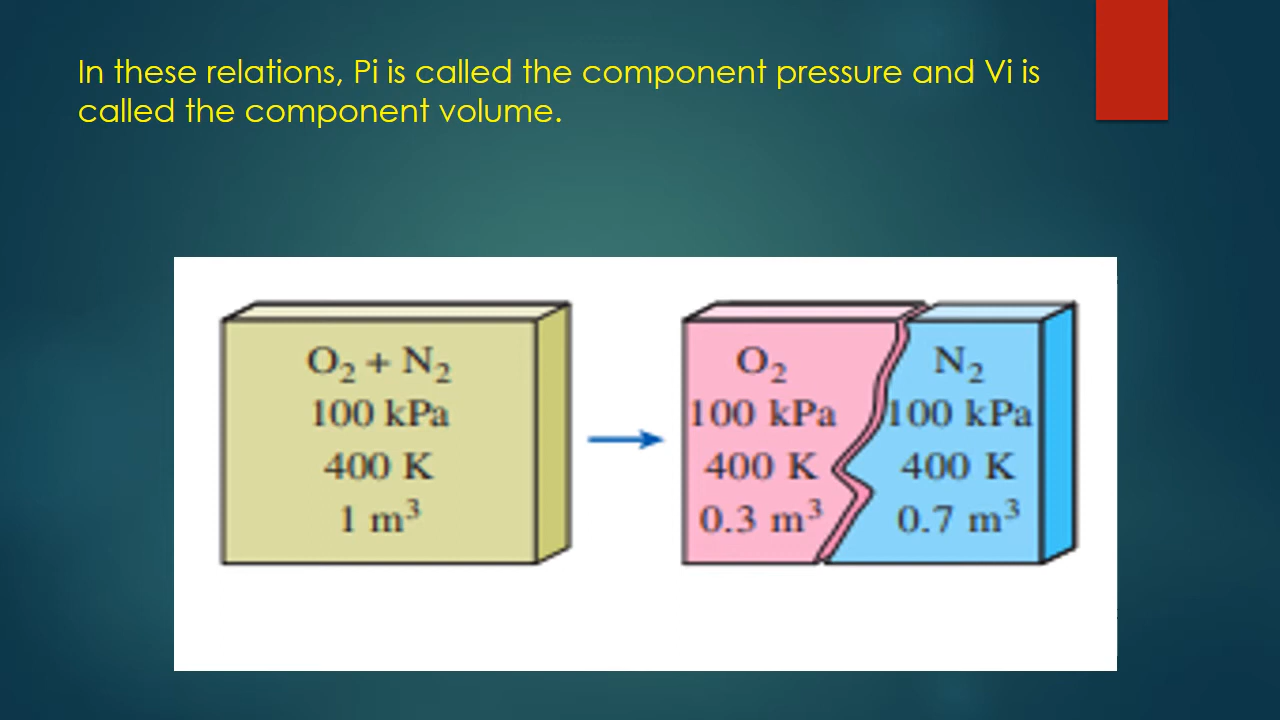 In these relations, Pi is called the component pressure and Vi is
called the component volume.
O₂ + N₂
100 kPa
400 K
1 m³
O₂
100 kPa
400 K
0.3 m³
N₂
100 kPa
400 K
0.7 m³